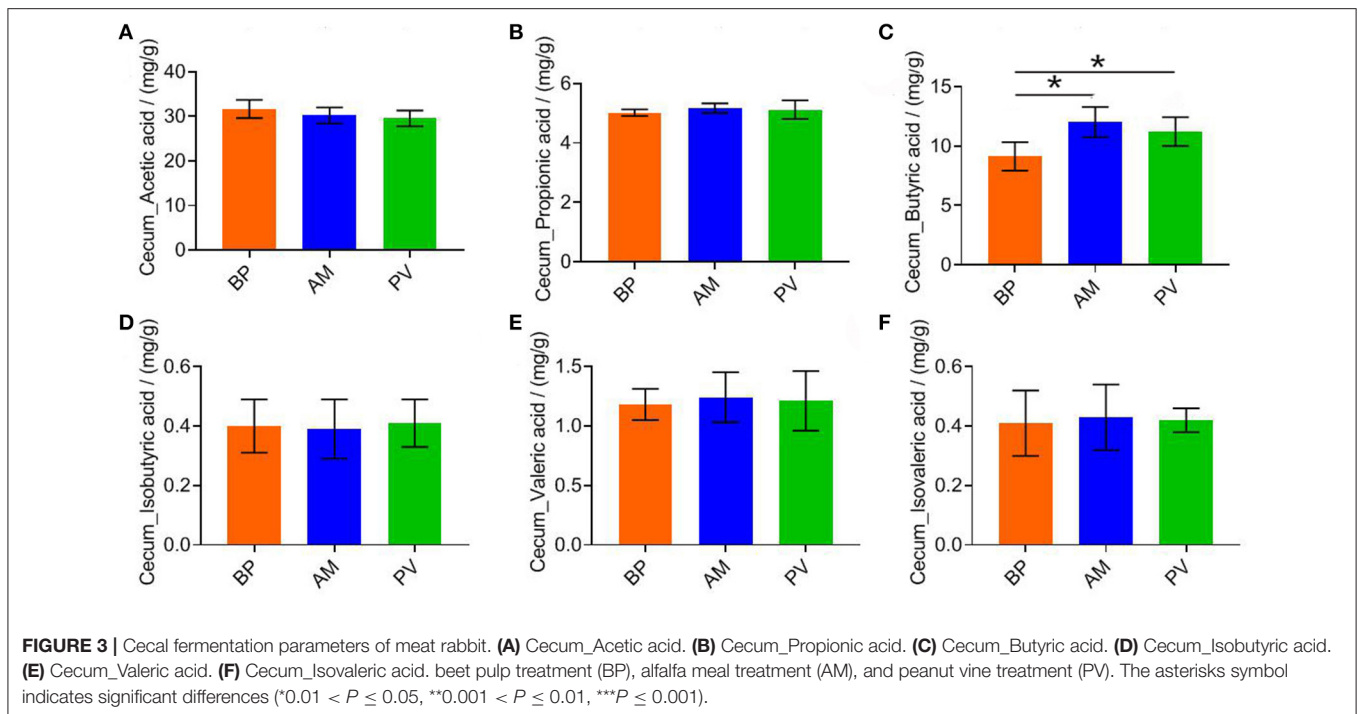 A
Cecum_Acetic acid / (mg/g)
40
30
20
10
0
BP
AM
PV
B
Cecum_Propionic acid / (mg/g)
6
4
2
0
BP
AM
PV
C
Cecum_Butyric acid / (mg/g)
15
10
5
0
*
*
BP
AM
PV
D
Cecum_Isobutyric acid / (mg/g)
0.6
0.4
0.2
0.0
BP
AM
PV
E
Cecum_Valeric acid / (mg/g)
1.5
1.0
0.5
0.0
BP
AM
PV
F
Cecum_Isovaleric acid / (mg/g)
0.6
0.4
0.2
0.0
BP
AM
PV
FIGURE 3 | Cecal fermentation parameters of meat rabbit. (A) Cecum_Acetic acid. (B) Cecum_Propionic acid. (C) Cecum_Butyric acid. (D) Cecum_Isobutyric acid.
(E) Cecum_Valeric acid. (F) Cecum_Isovaleric acid. beet pulp treatment (BP), alfalfa meal treatment (AM), and peanut vine treatment (PV). The asterisks symbol
indicates significant differences (*0.01 < P ≤ 0.05, **0.001 < P ≤ 0.01, ***P ≤ 0.001).